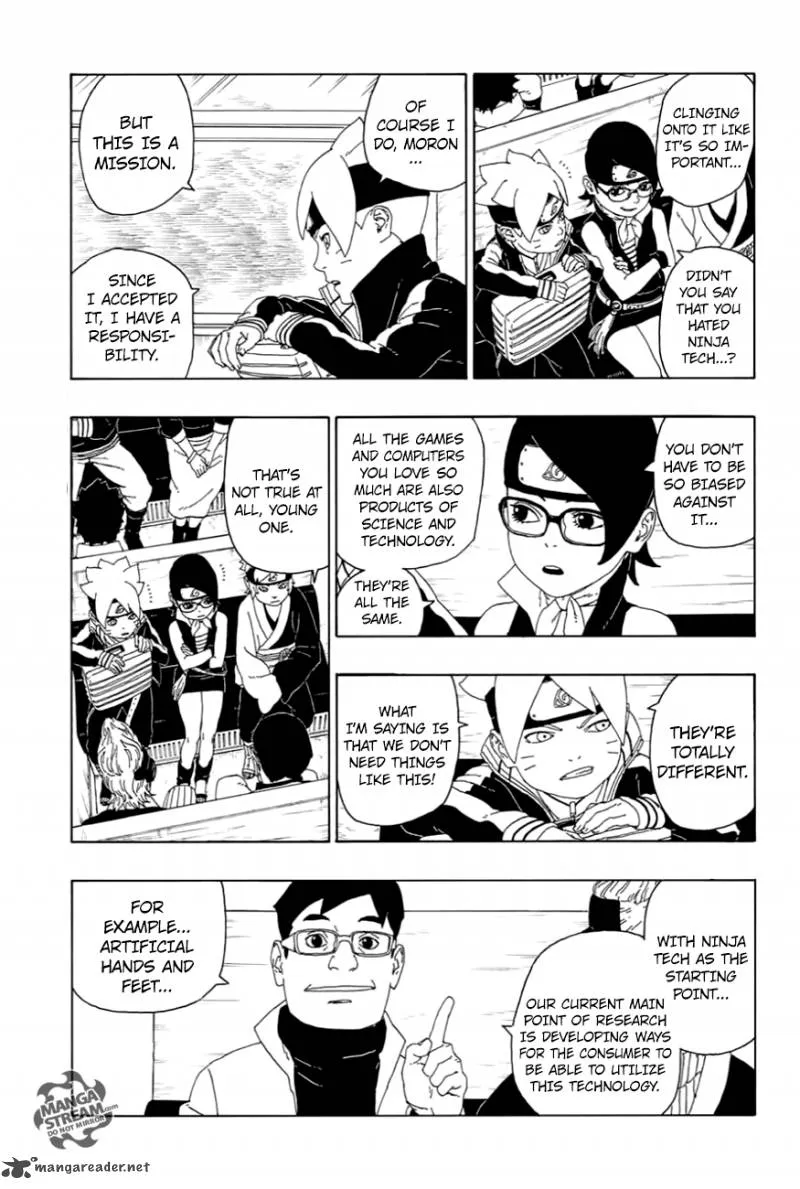 CLINGING
ONTO IT LIKE
IT'S SO IM-
PORTANT...
DIDN'T
YOU SAY
THAT YOU
HATED
NINJA
TECH...?
OF
COURSE I
DO, MORON
...
BUT
THIS IS A
MISSION.
SINCE
I ACCEPTED
IT, I HAVE A
RESPONSI-
BILITY.
YOU DON'T
HAVE TO BE
SO BIASED
AGAINST
IT...
ALL THE GAMES
AND COMPUTERS
YOU LOVE SO
MUCH ARE ALSO
PRODUCTS OF
SCIENCE AND
TECHNOLOGY.
THEY'RE
ALL THE
SAME.
THEY'RE
TOTALLY
DIFFERENT.
WHAT
I'M SAYING IS
THAT WE DON'T
NEED THINGS
LIKE THIS!
THAT'S
NOT TRUE AT
ALL, YOUNG
ONE.
WITH NINJA
TECH AS THE
STARTING
POINT...
OUR CURRENT MAIN
POINT OF RESEARCH
IS DEVELOPING WAYS
FOR THE CONSUMER TO
BE ABLE TO UTILIZE
THIS TECHNOLOGY.
FOR
EXAMPLE...
ARTIFICIAL
HANDS AND
FEET...
MANGA
STREAM.com
DO NOT MIRROR
mangareader.net